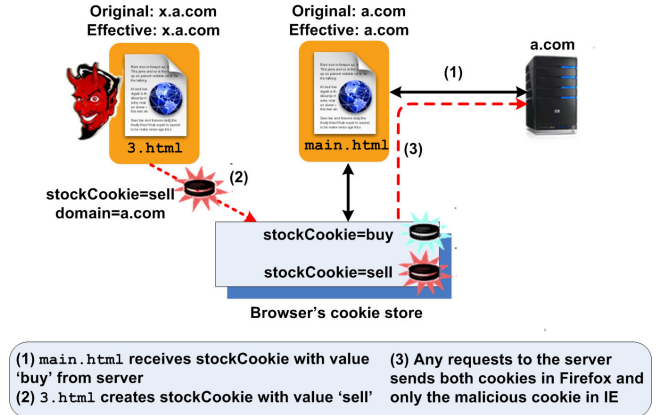 Original: x.a.com
Effective: x.a.com
Original: a.com
Effective: a.com
a.com
(1)
3.html
main.html
(3)
(2)
stockCookie=sell
domain=a.com
stockCookie=buy
stockCookie=sell
Browser's cookie store
(1) main.html receives stockCookie with value
'buy' from server
(2) 3.html creates stockCookie with value 'sell'
(3) Any requests to the server
sends both cookies in Firefox and
only the malicious cookie in IE